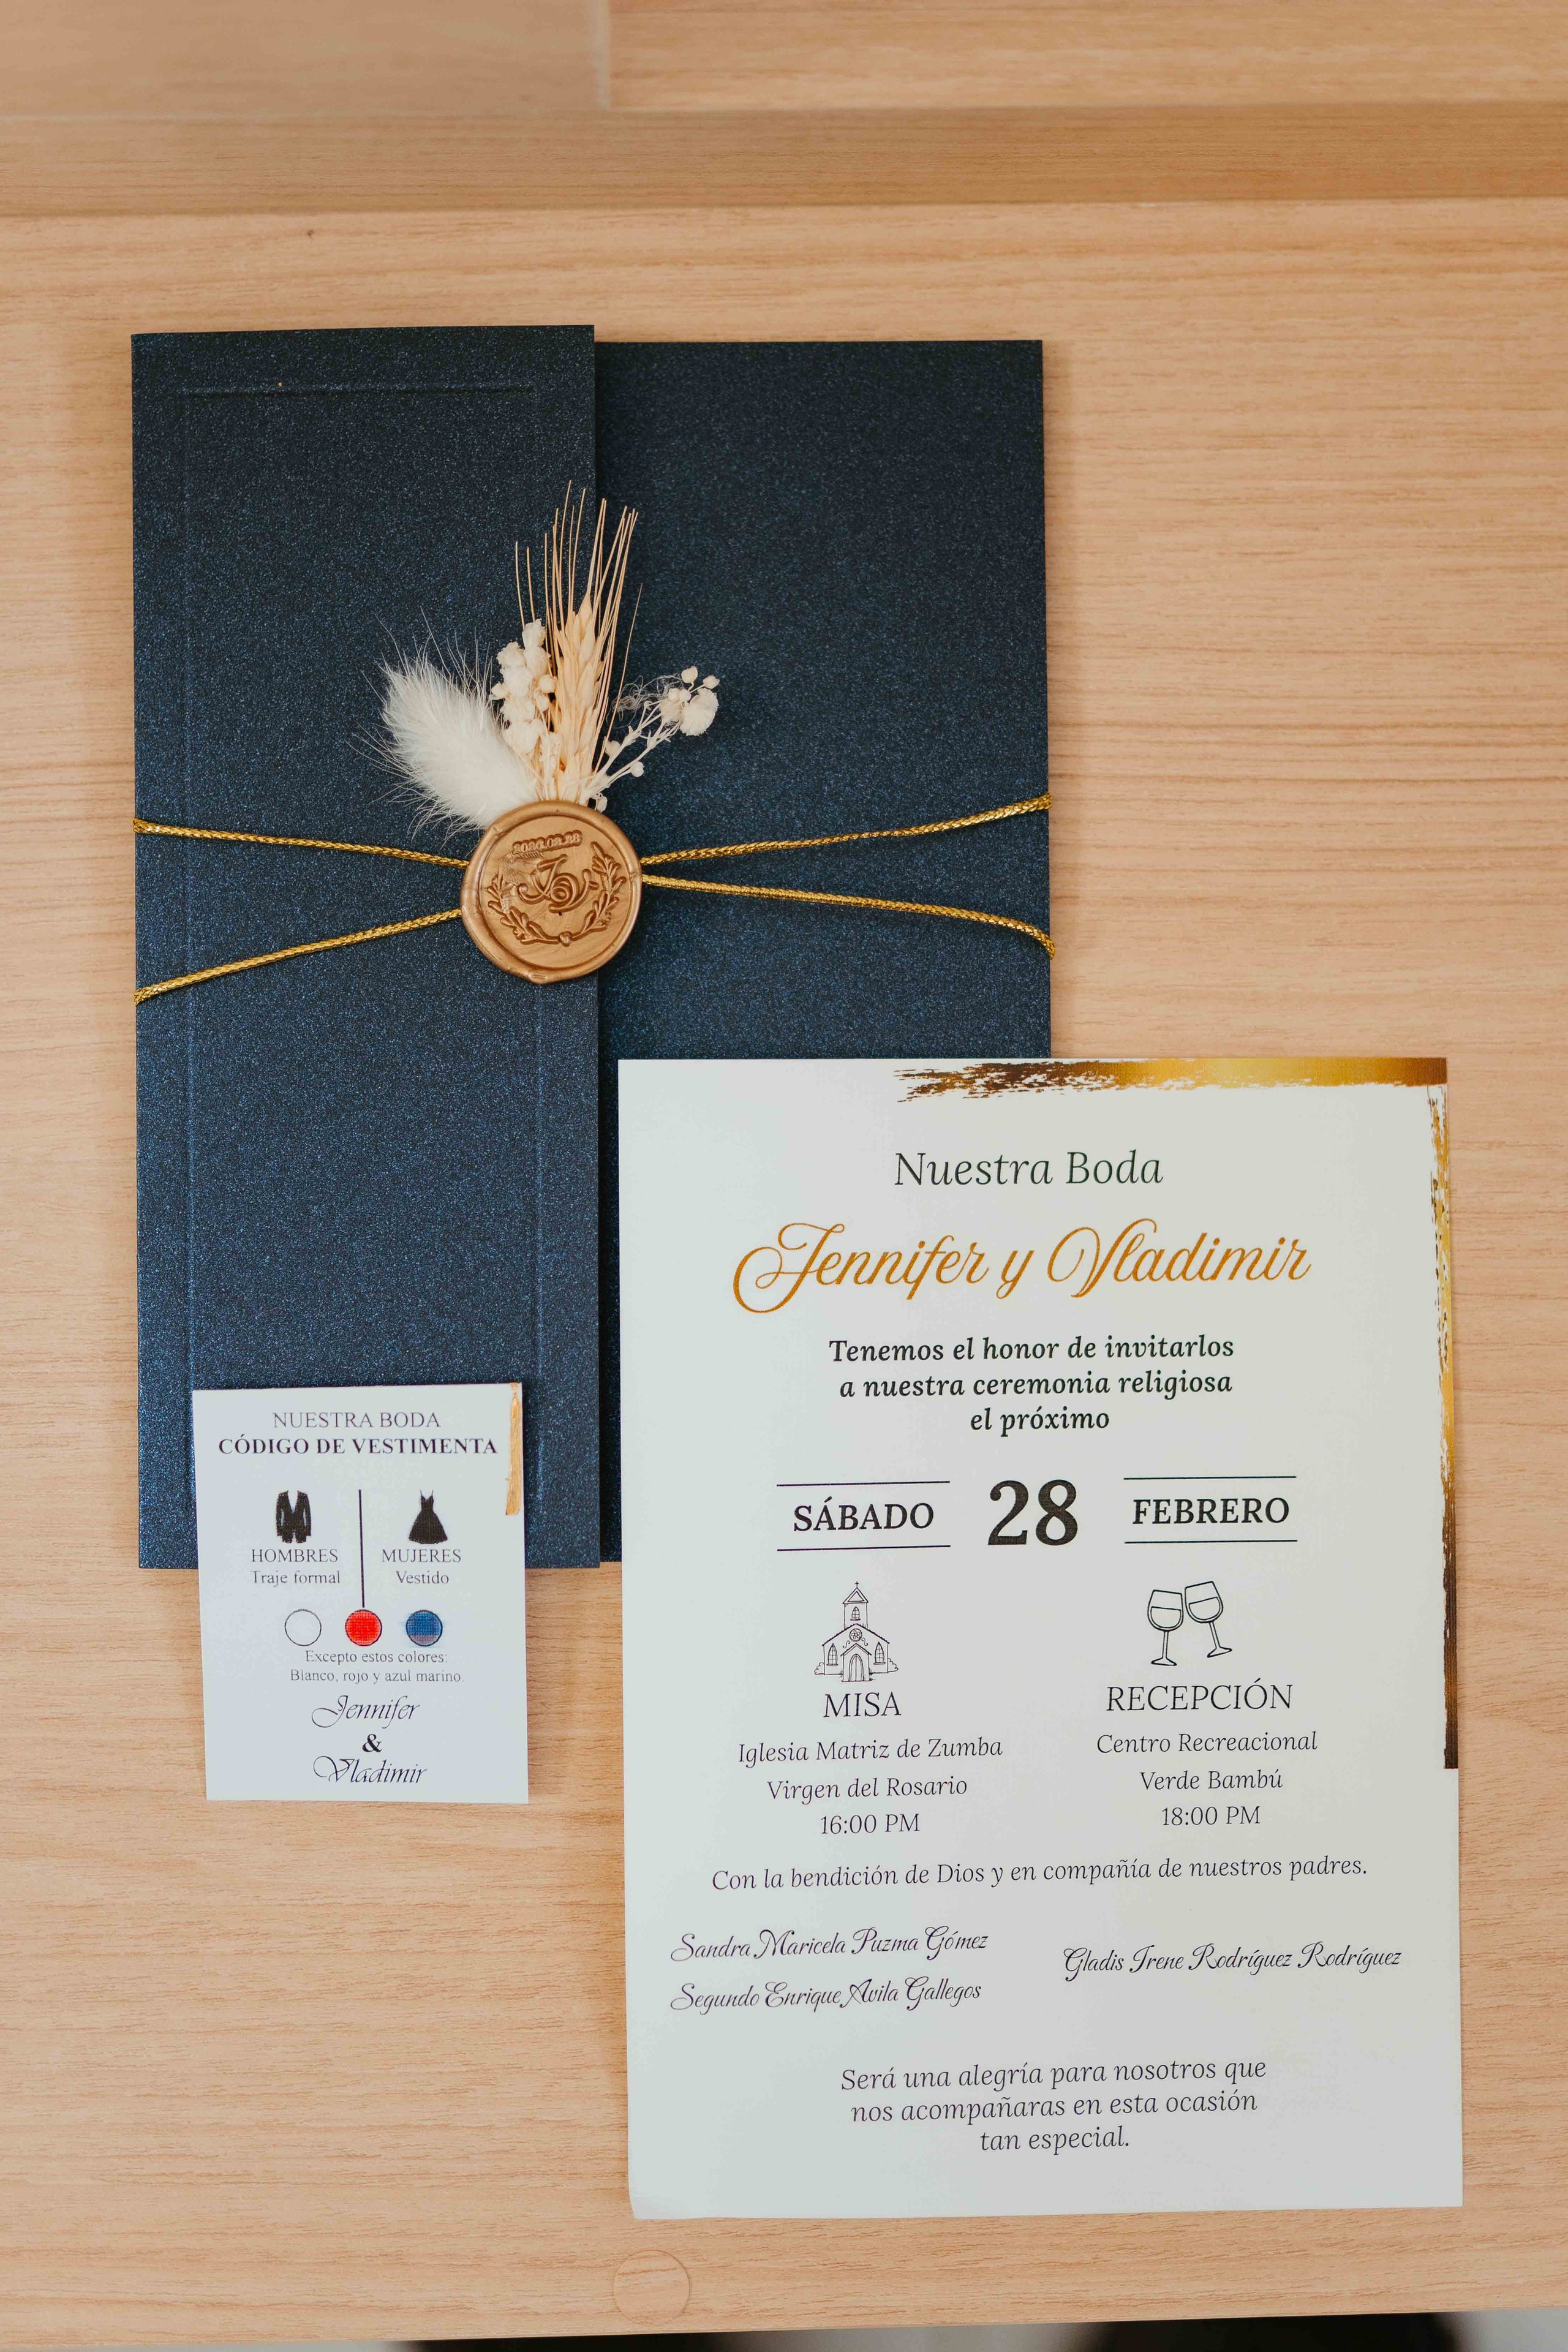 2026.02.28
NUESTRA BODA
CÓDIGO DE VESTIMENTA
HOMBRES
Traje formal
MUJERES
Vestido
Excepto estos colores:
Blanco, rojo y azul marino.
Jennifer
&
Vladimir
Nuestra Boda
Jennifer y Vladimir
Tenemos el honor de invitarlos
a nuestra ceremonia religiosa
el próximo
SÁBADO 28 FEBRERO
MISA
Iglesia Matriz de Zumba
Virgen del Rosario
16:00 PM
RECEPCIÓN
Centro Recreacional
Verde Bambú
18:00 PM
Con la bendición de Dios y en compañía de nuestros padres.
Sandra Maricela Puzma Gómez
Segundo Enrique Avila Gallegos
Gladis Irene Rodríguez Rodríguez
Será una alegría para nosotros que
nos acompañaras en esta ocasión
tan especial.